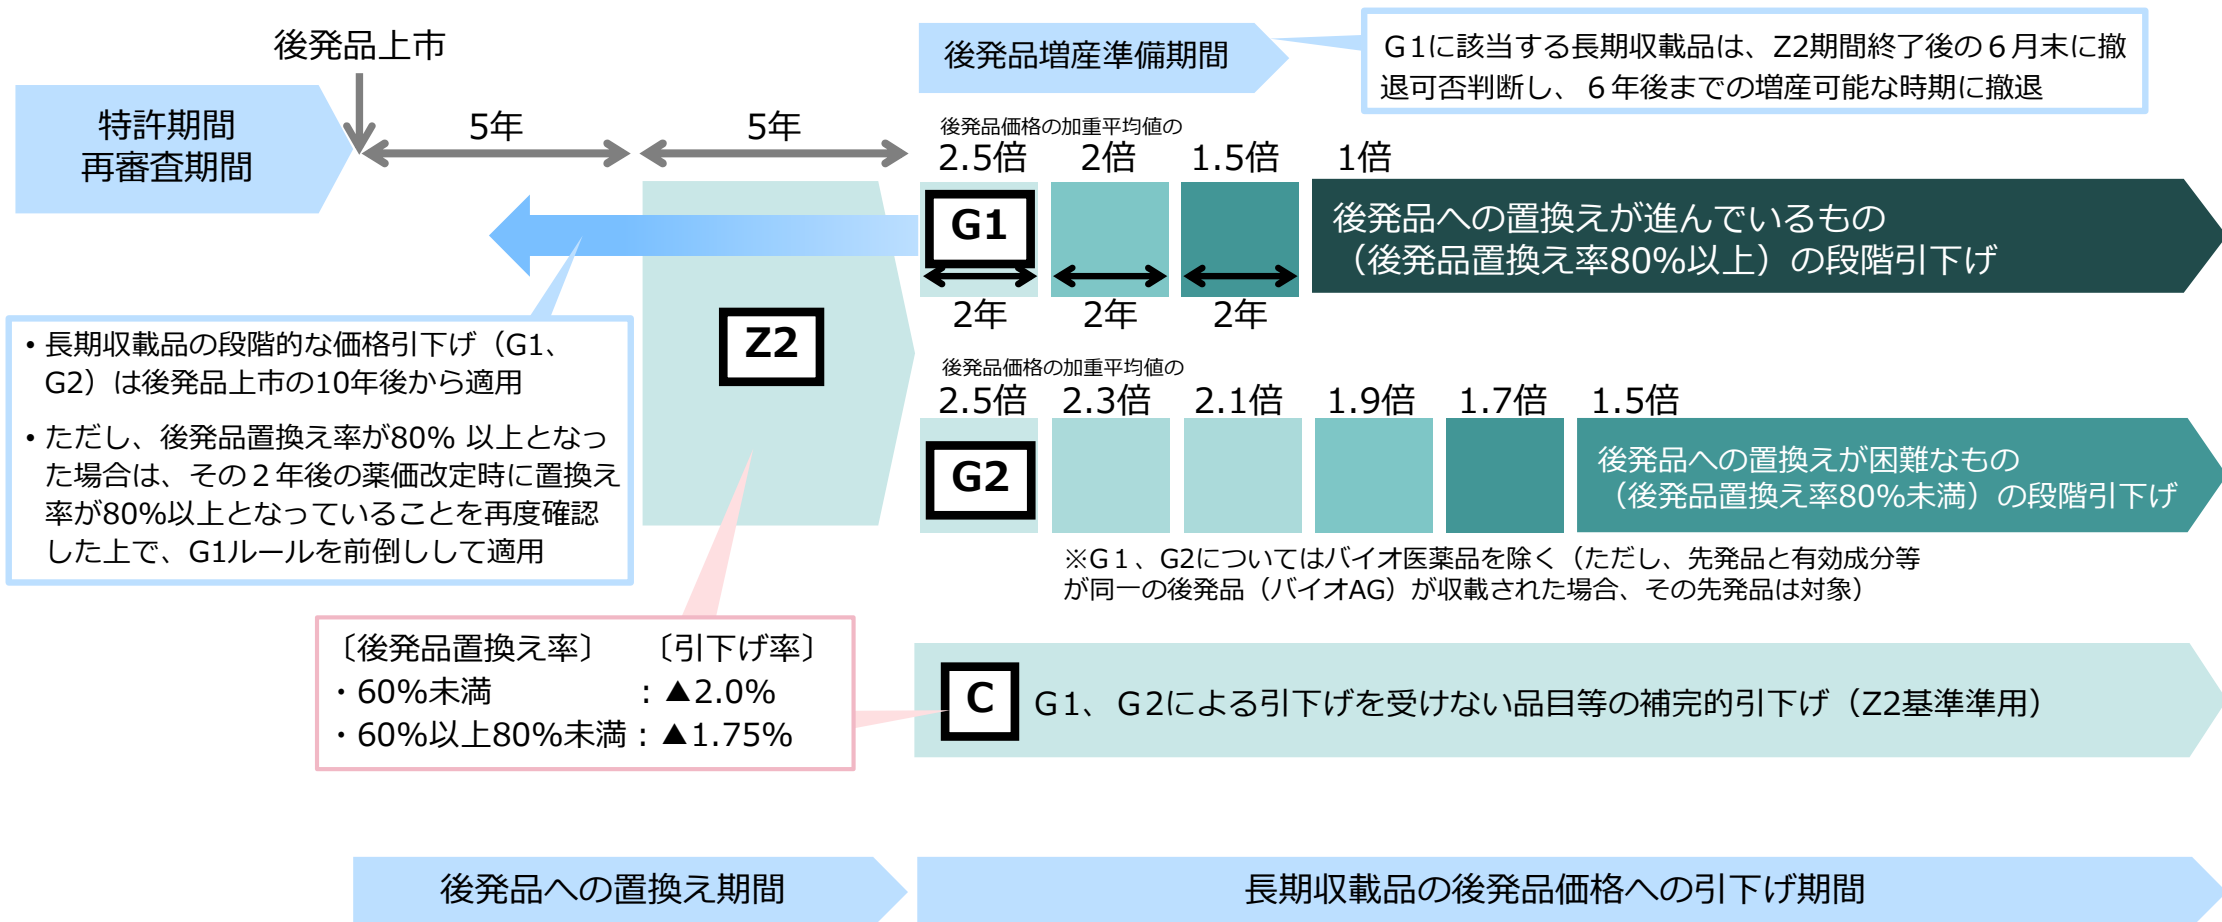 後発品上市
特許期間
再審査期間
5年
5年
後発品増産準備期間
G1に該当する長期収載品は、Z2期間終了後の６月末に撤
退可否判断し、６年後までの増産可能な時期に撤退
後発品価格の加重平均値の
2.5倍
2倍
1.5倍
1倍
G1
後発品への置換えが進んでいるもの
（後発品置換え率80%以上）の段階引下げ
2年
2年
2年
Z2
・長期収載品の段階的な価格引下げ（G1、
G2）は後発品上市の10年後から適用
・ただし、後発品置換え率が80% 以上となっ
た場合は、その２年後の薬価改定時に置換え
率が80%以上となっていることを再度確認
した上で、G1ルールを前倒しして適用
後発品価格の加重平均値の
2.5倍
2.3倍
2.1倍
1.9倍
1.7倍
1.5倍
G2
後発品への置換えが困難なもの
（後発品置換え率80%未満）の段階引下げ
※G１、G2についてはバイオ医薬品を除く（ただし、先発品と有効成分等
が同一の後発品（バイオAG）が収載された場合、その先発品は対象）
〔後発品置換え率〕　〔引下げ率〕
・60%未満　　　　：▲2.0%
・60%以上80%未満：▲1.75%
C
G1、G2による引下げを受けない品目等の補完的引下げ（Z2基準準用）
後発品への置換え期間
長期収載品の後発品価格への引下げ期間